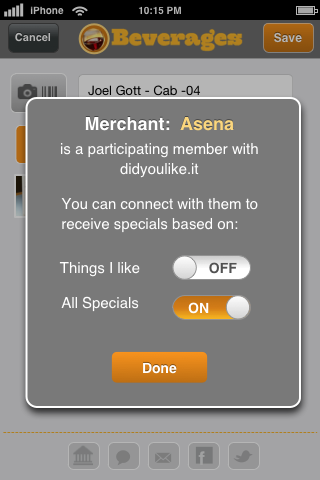 iPhone 10:15 PM
Cancel Beverages Save
Joel Gott - Cab -04
Merchant: Asena
is a participating member with
didyoulike.it
You can connect with them to
receive specials based on:
Things I like OFF
All Specials ON
Done